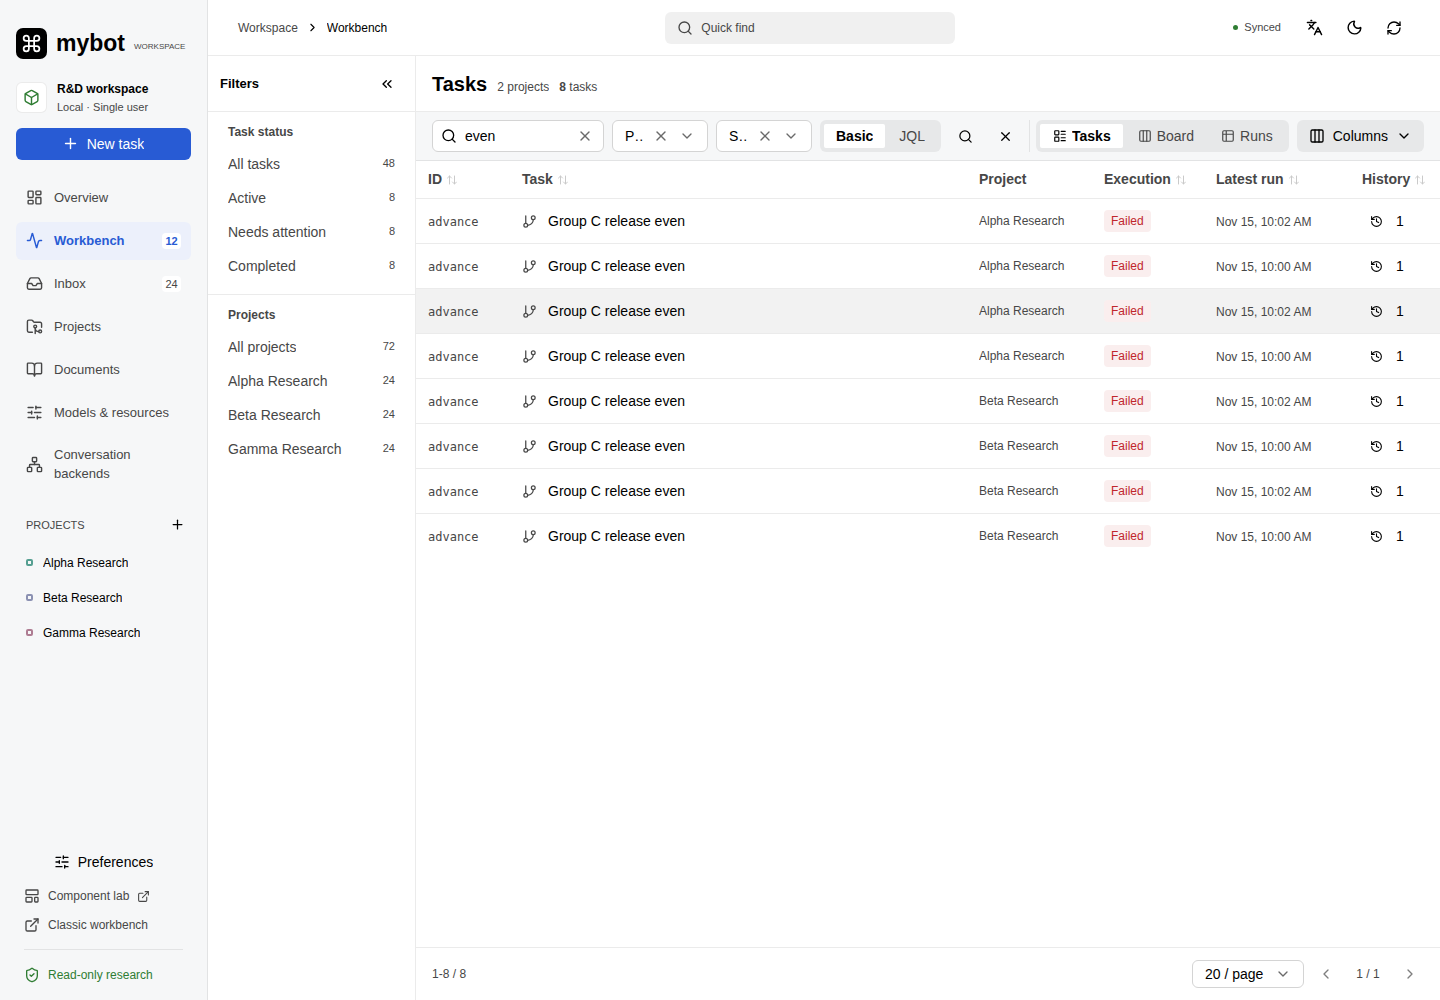 mybot WORKSPACE
R&D workspace
Local · Single user
New task
Overview
Workbench 12
Inbox 24
Projects
Documents
Models & resources
Conversation
backends
PROJECTS
Alpha Research
Beta Research
Gamma Research
Preferences
Component lab
Classic workbench
Read-only research
Workspace Workbench
Quick find
Synced
Filters
Task status
All tasks 48
Active 8
Needs attention 8
Completed 8
Projects
All projects 72
Alpha Research 24
Beta Research 24
Gamma Research 24
Tasks 2 projects 8 tasks
even P... S... Basic JQL Tasks Board Runs Columns
ID Task Project Execution Latest run History
advance Group C release even Alpha Research Failed Nov 15, 10:02 AM 1
advance Group C release even Alpha Research Failed Nov 15, 10:00 AM 1
advance Group C release even Alpha Research Failed Nov 15, 10:02 AM 1
advance Group C release even Alpha Research Failed Nov 15, 10:00 AM 1
advance Group C release even Beta Research Failed Nov 15, 10:02 AM 1
advance Group C release even Beta Research Failed Nov 15, 10:00 AM 1
advance Group C release even Beta Research Failed Nov 15, 10:02 AM 1
advance Group C release even Beta Research Failed Nov 15, 10:00 AM 1
1-8 / 8 20 / page 1 / 1